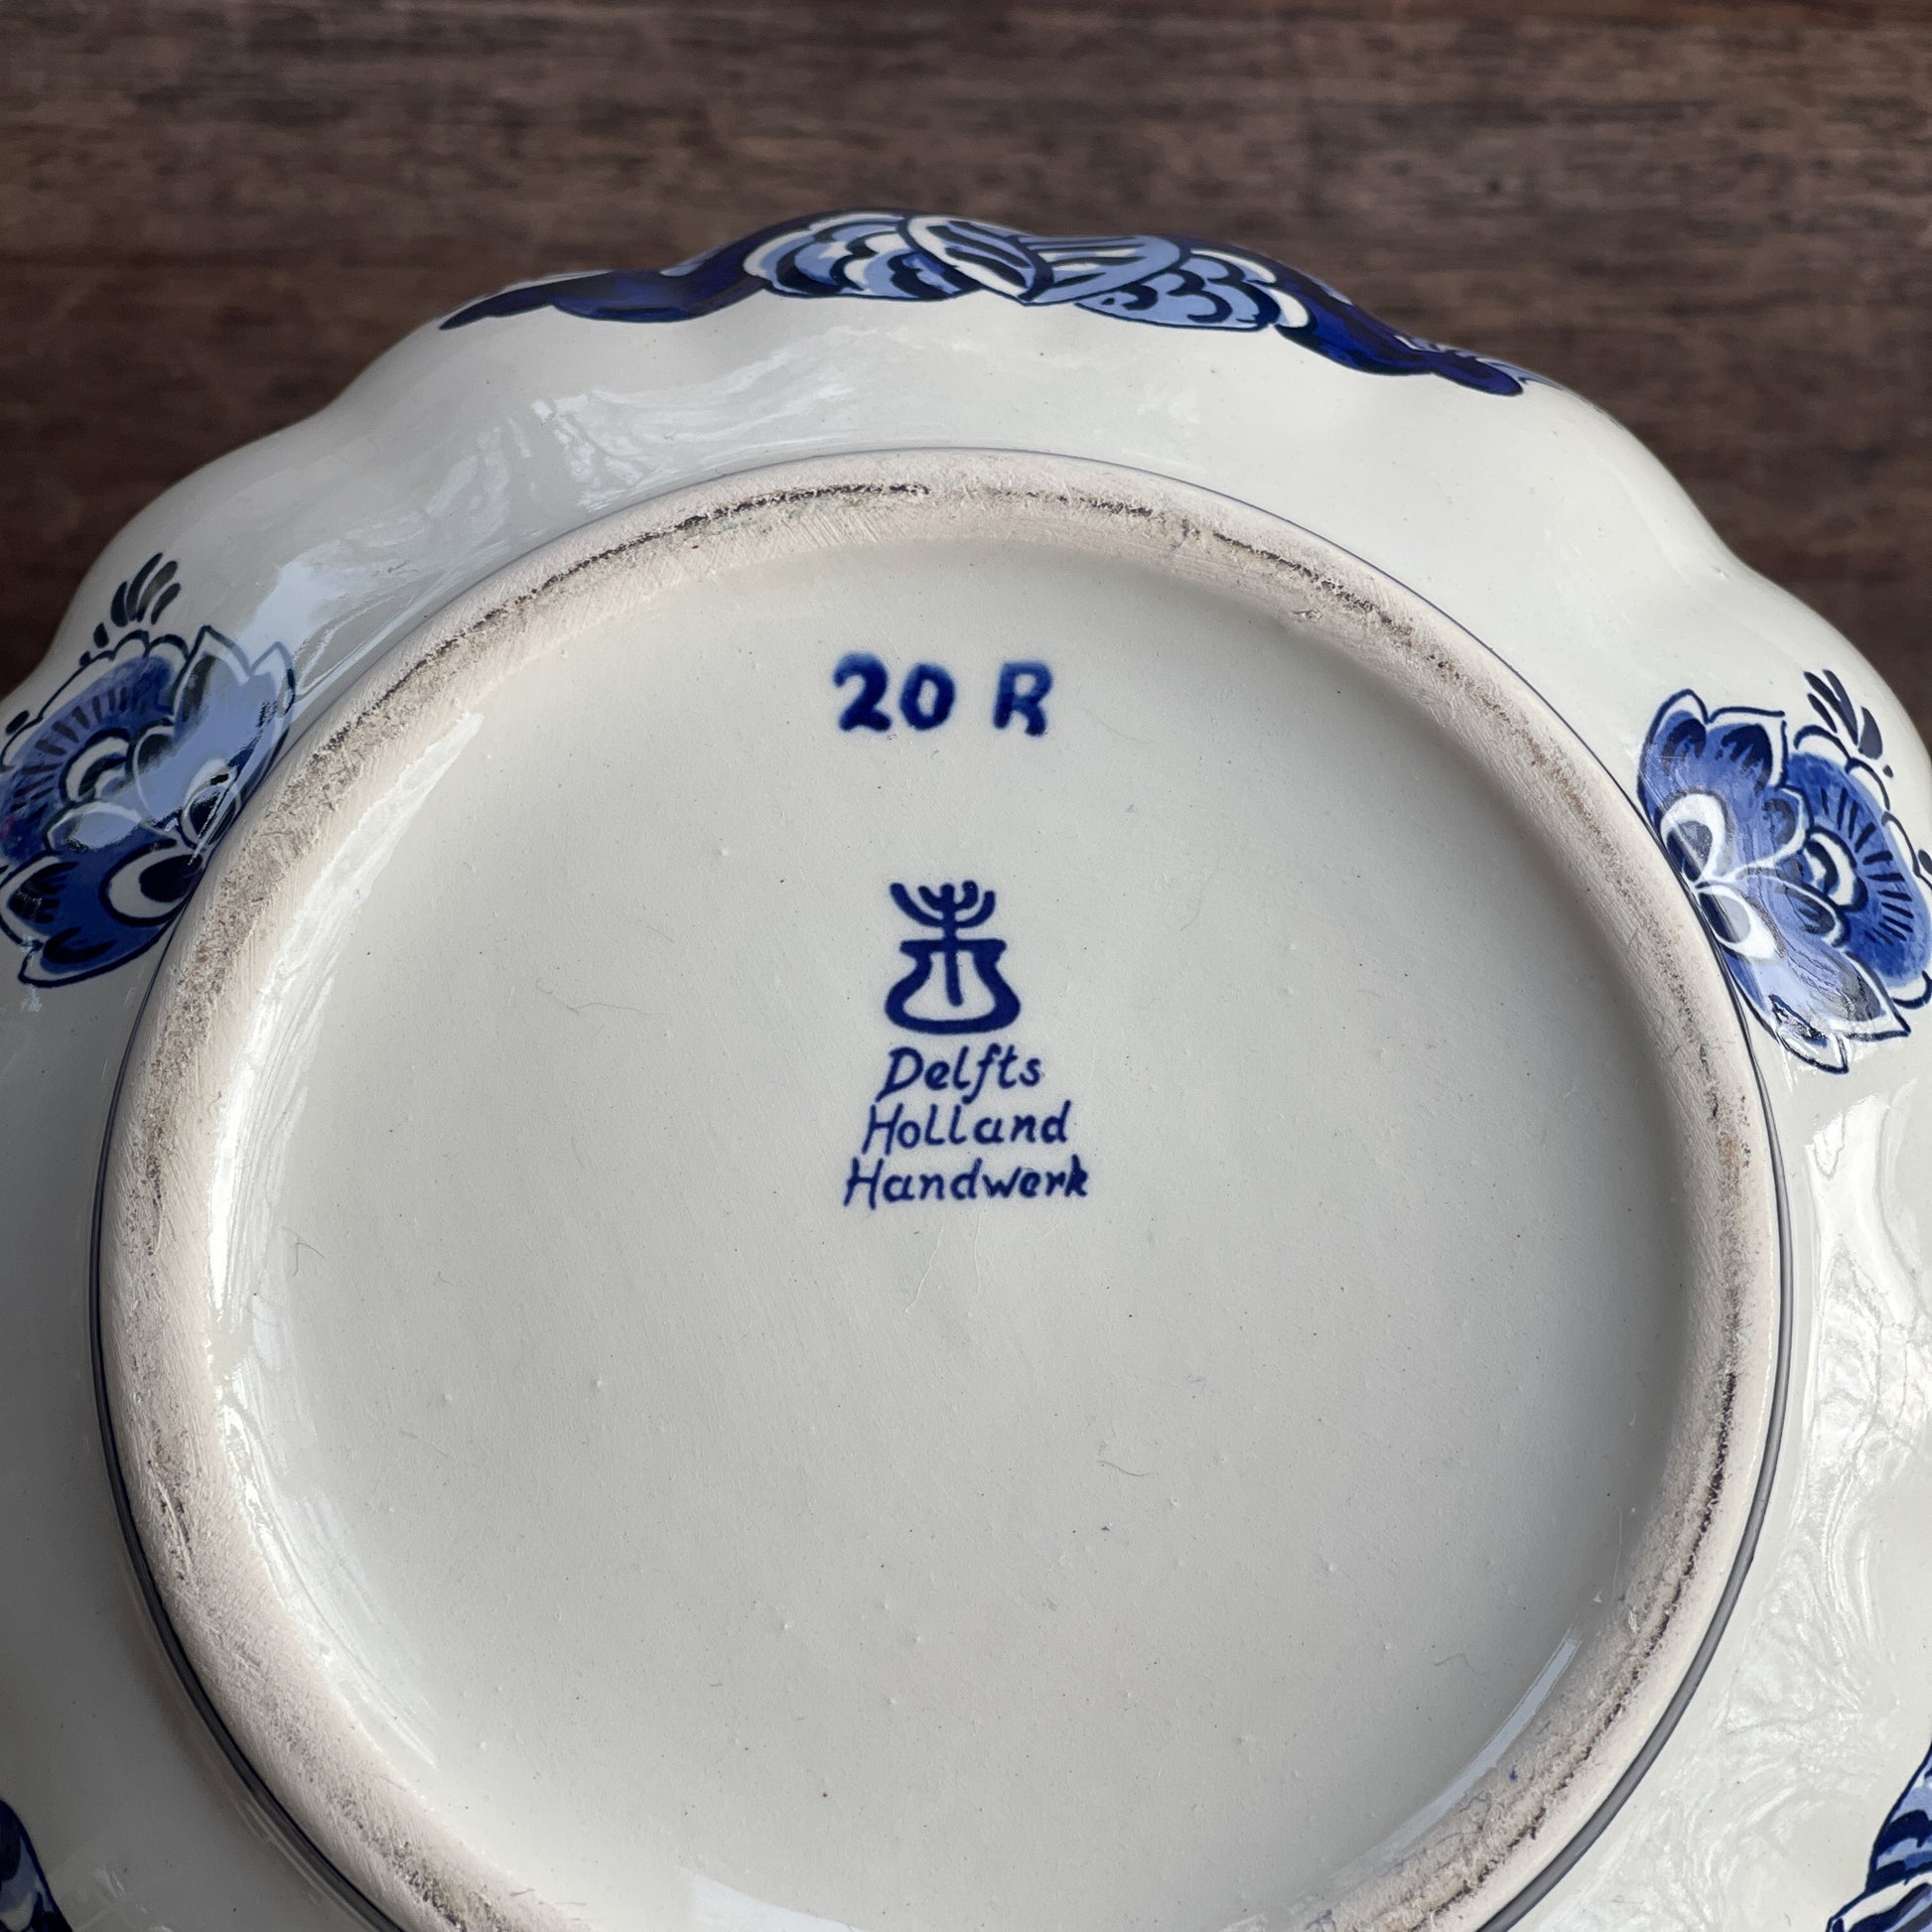 20 R
Delfts
Holland
Handwerk